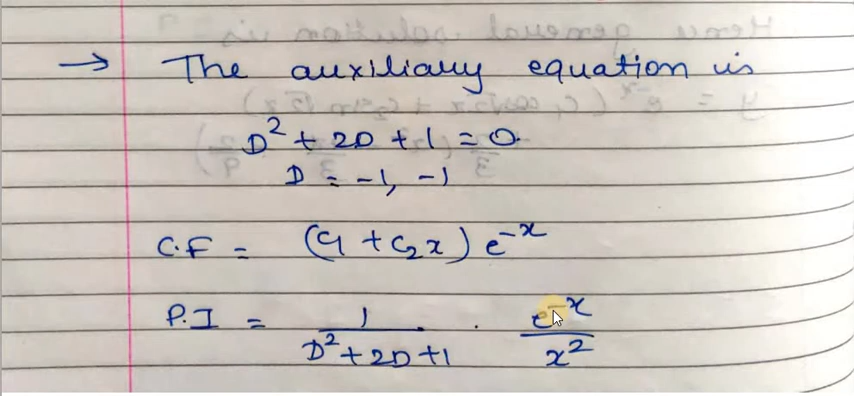 → The auxiliary equation is
D² + 2D + 1 = 0
D = -1, -1
C.F = (C₁ + C₂x) e⁻ˣ
P.I = 1/(D² + 2D + 1) · e⁻ˣ/x²